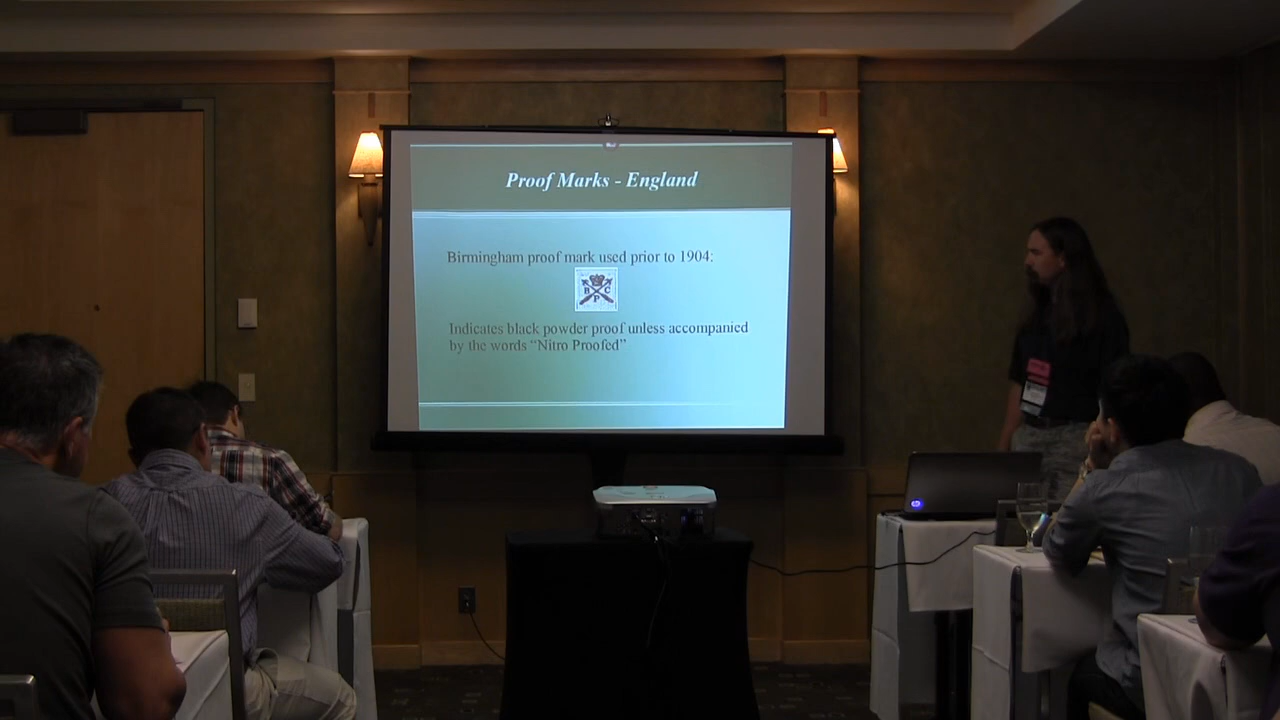 Proof Marks - England
Birmingham proof mark used prior to 1904:
B C
P
Indicates black powder proof unless accompanied
by the words “Nitro Proofed”